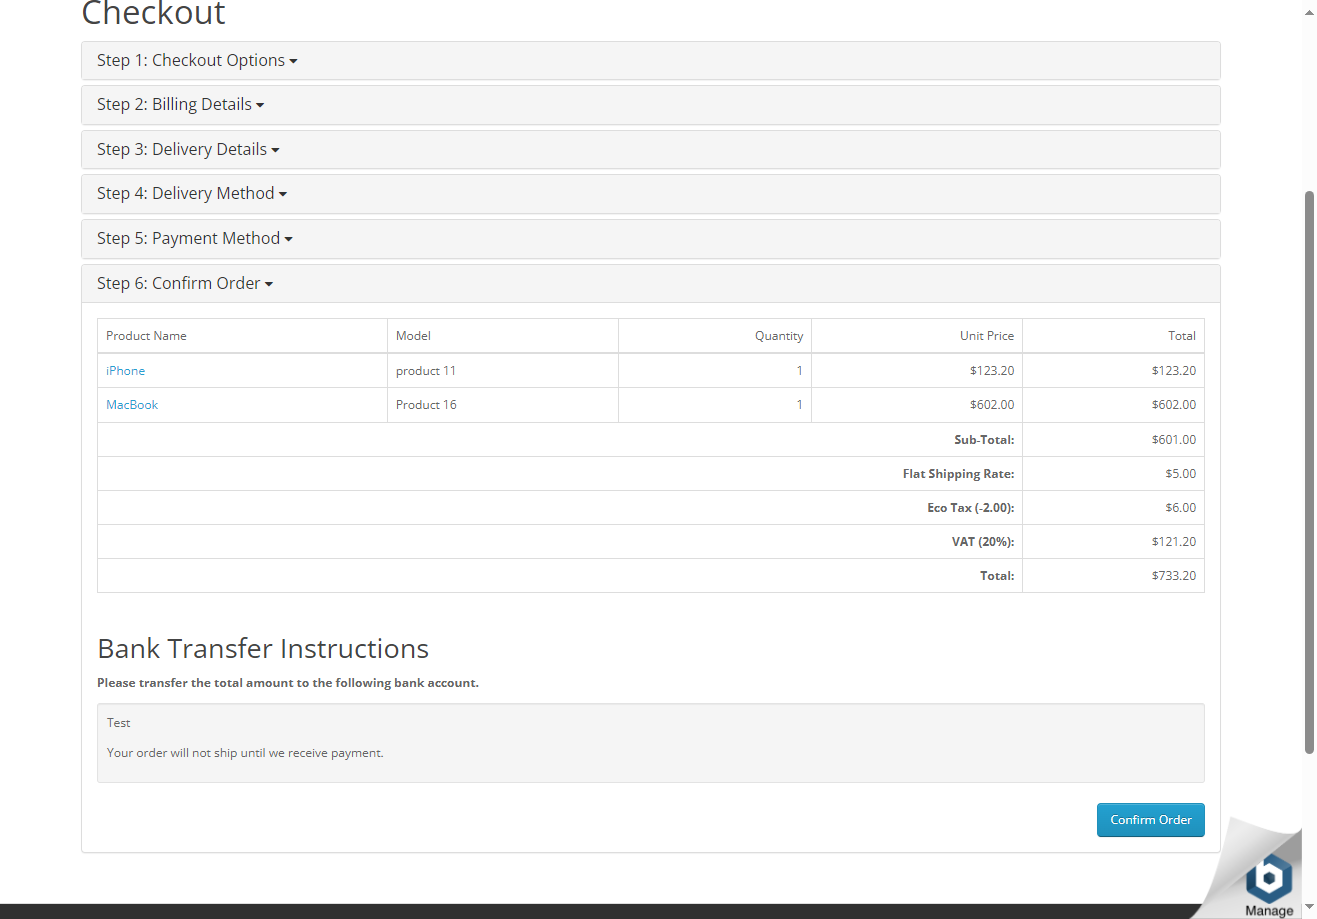 Checkout
Step 1: Checkout Options
Step 2: Billing Details
Step 3: Delivery Details
Step 4: Delivery Method
Step 5: Payment Method
Step 6: Confirm Order
Product Name Model Quantity Unit Price Total
iPhone product 11 1 $123.20 $123.20
MacBook Product 16 1 $602.00 $602.00
Sub-Total: $601.00
Flat Shipping Rate: $5.00
Eco Tax (-2.00): $6.00
VAT (20%): $121.20
Total: $733.20
Bank Transfer Instructions
Please transfer the total amount to the following bank account.
Test
Your order will not ship until we receive payment.
Confirm Order
b
Manage